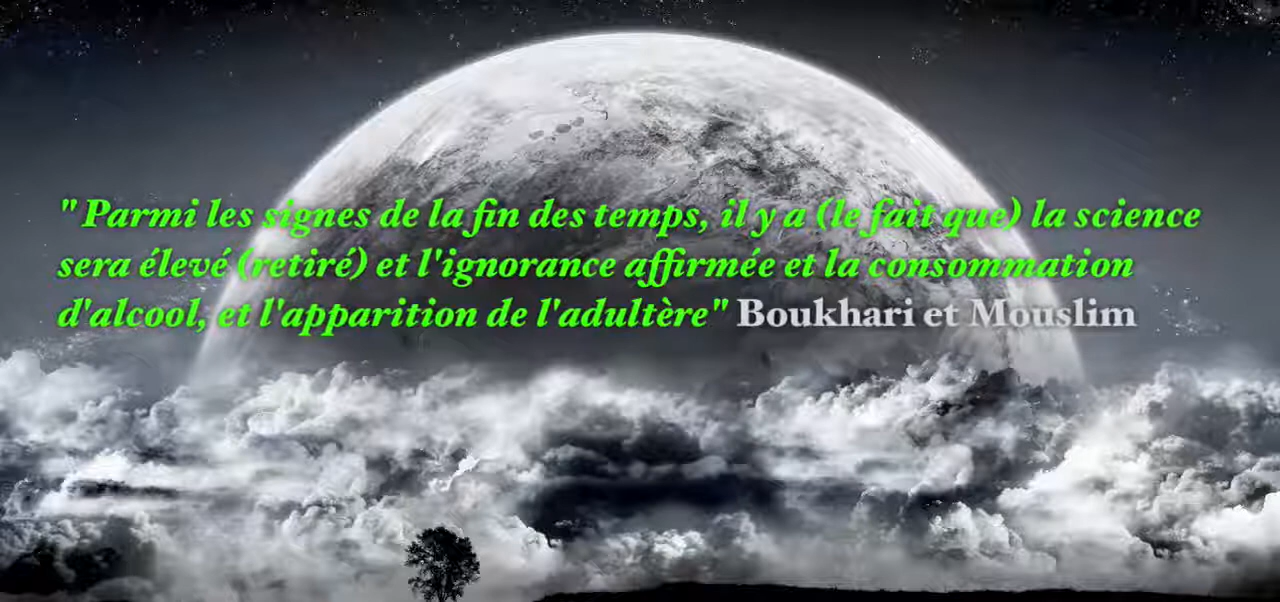 " Parmi les signes de la fin des temps, il y a (le fait que) la science
sera élevé (retiré) et l'ignorance affirmée et la consommation
d'alcool, et l'apparition de l'adultère" Boukhari et Mouslim